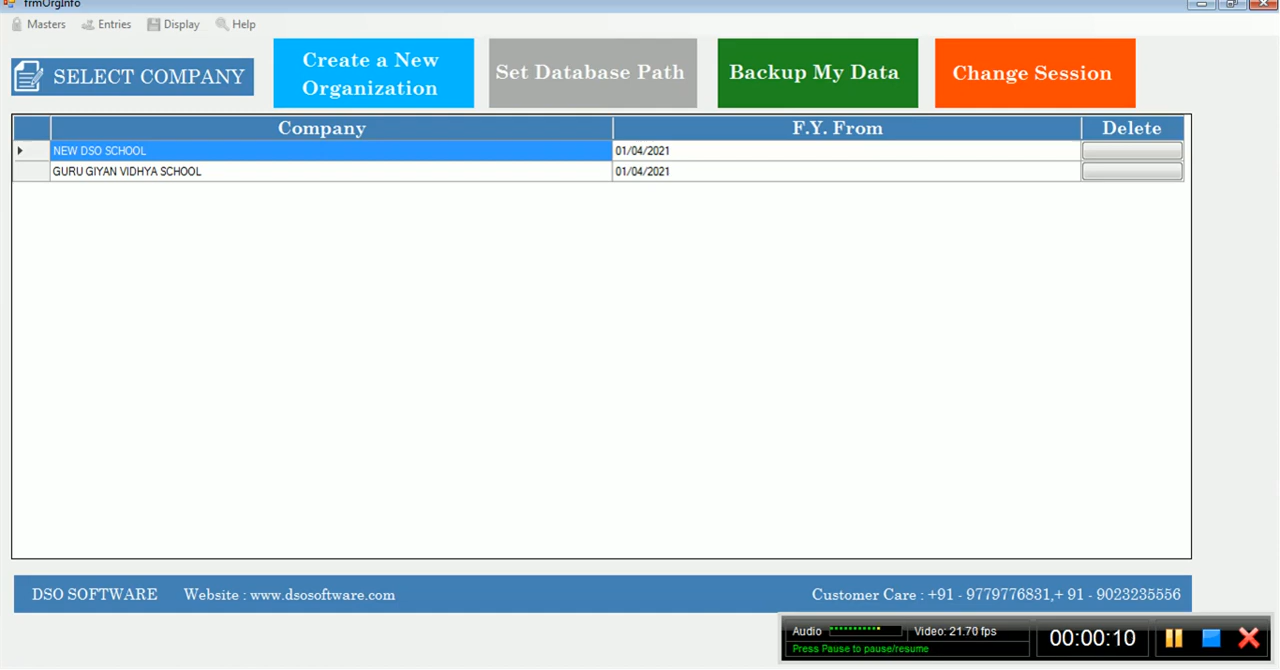 frmOrgInfo
Masters Entries Display Help
SELECT COMPANY
Create a New
Organization
Set Database Path
Backup My Data
Change Session
Company F.Y. From Delete
NEW DSO SCHOOL 01/04/2021
GURU GIYAN VIDHYA SCHOOL 01/04/2021
DSO SOFTWARE Website : www.dsosoftware.com Customer Care : +91 - 9779776831,+ 91 - 9023235556
Audio Video: 21.70 fps
Press Pause to pause/resume
00:00:10